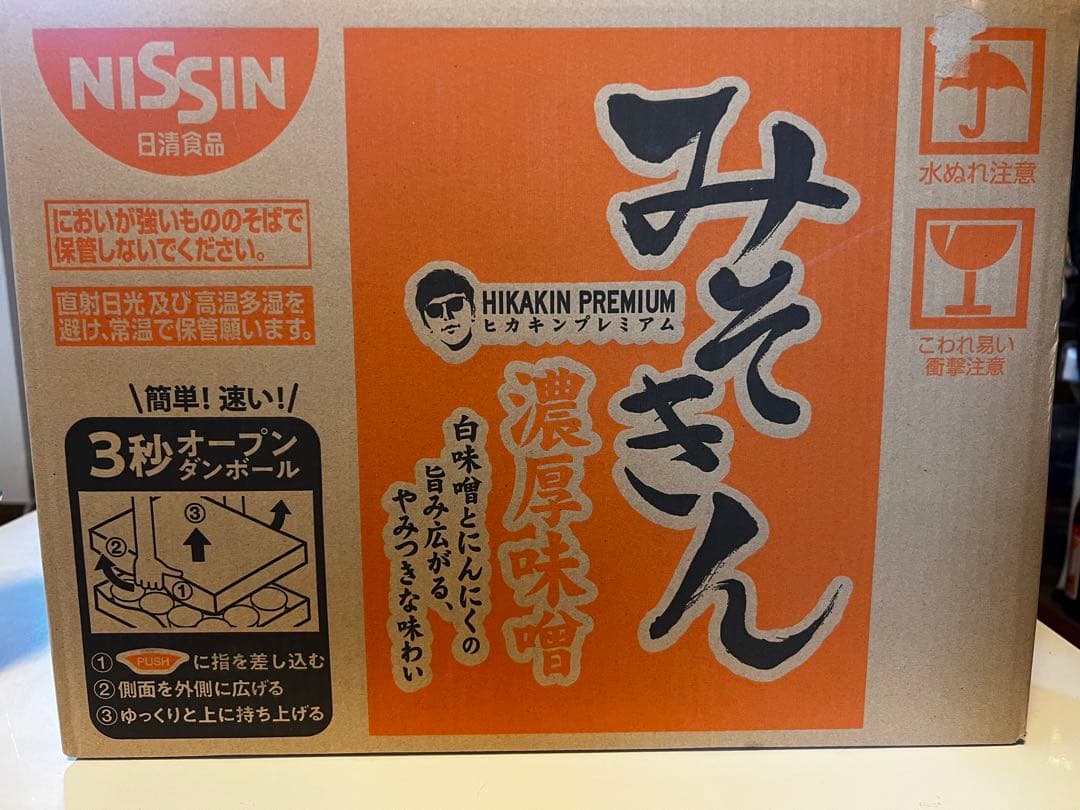 NISSIN
日清食品
においが強いもののそばで
保管しないでください。
直射日光及び高温多湿を
避け、常温で保管願います。
\簡単!速い!/
3秒オープン
ダンボール
③
②
①
① PUSH に指を差し込む
② 側面を外側に広げる
③ ゆっくりと上に持ち上げる
みそきん
HIKAKIN PREMIUM
ヒカキンプレミアム
濃厚味噌
白味噌とにんにくの
旨み広がる、
やみつきな味わい
水ぬれ注意
こわれ易い
衝撃注意